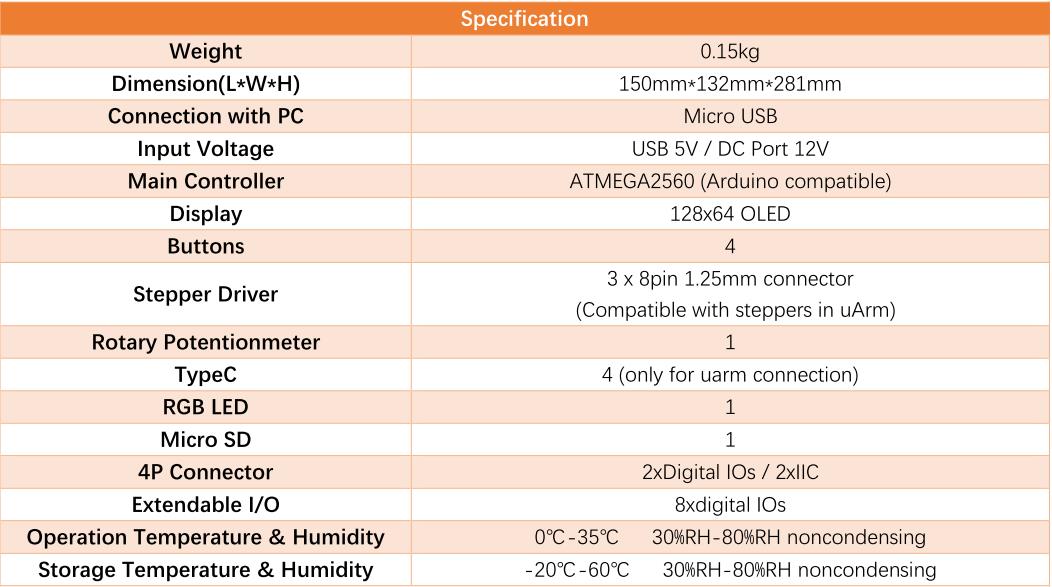 Specification
Weight 0.15kg
Dimension(L*W*H) 150mm*132mm*281mm
Connection with PC Micro USB
Input Voltage USB 5V / DC Port 12V
Main Controller ATMEGA2560 (Arduino compatible)
Display 128x64 OLED
Buttons 4
Stepper Driver 3 x 8pin 1.25mm connector
(Compatible with steppers in uArm)
Rotary Potentionmeter 1
TypeC 4 (only for uarm connection)
RGB LED 1
Micro SD 1
4P Connector 2xDigital IOs / 2xIIC
Extendable I/O 8xdigital IOs
Operation Temperature & Humidity 0℃-35℃ 30%RH-80%RH noncondensing
Storage Temperature & Humidity -20℃-60℃ 30%RH-80%RH noncondensing